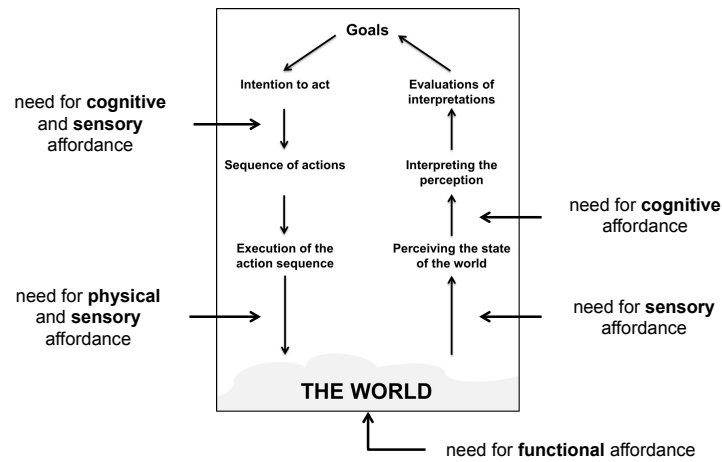 Goals
Intention to act
Evaluations of
interpretations
need for cognitive
and sensory
affordance
Sequence of actions
Interpreting the
perception
need for cognitive
affordance
Execution of the
action sequence
Perceiving the state
of the world
need for physical
and sensory
affordance
need for sensory
affordance
THE WORLD
need for functional affordance